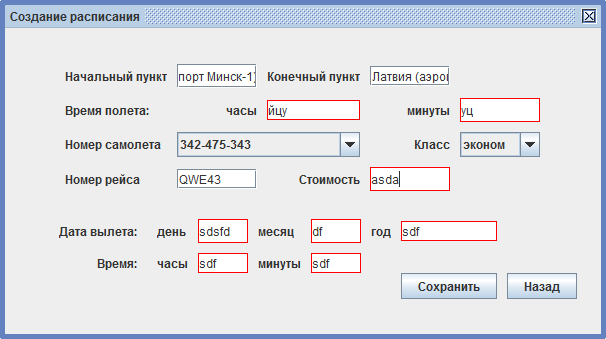 Создание расписания
Начальный пункт порт Минск-1) Конечный пункт Латвия (аэро
Время полета: часы йцу минуты уц
Номер самолета 342-475-343 Класс эконом
Номер рейса QWE43 Стоимость asda
Дата вылета: день sdsfd месяц df год sdf
Время: часы sdf минуты sdf
Сохранить Назад